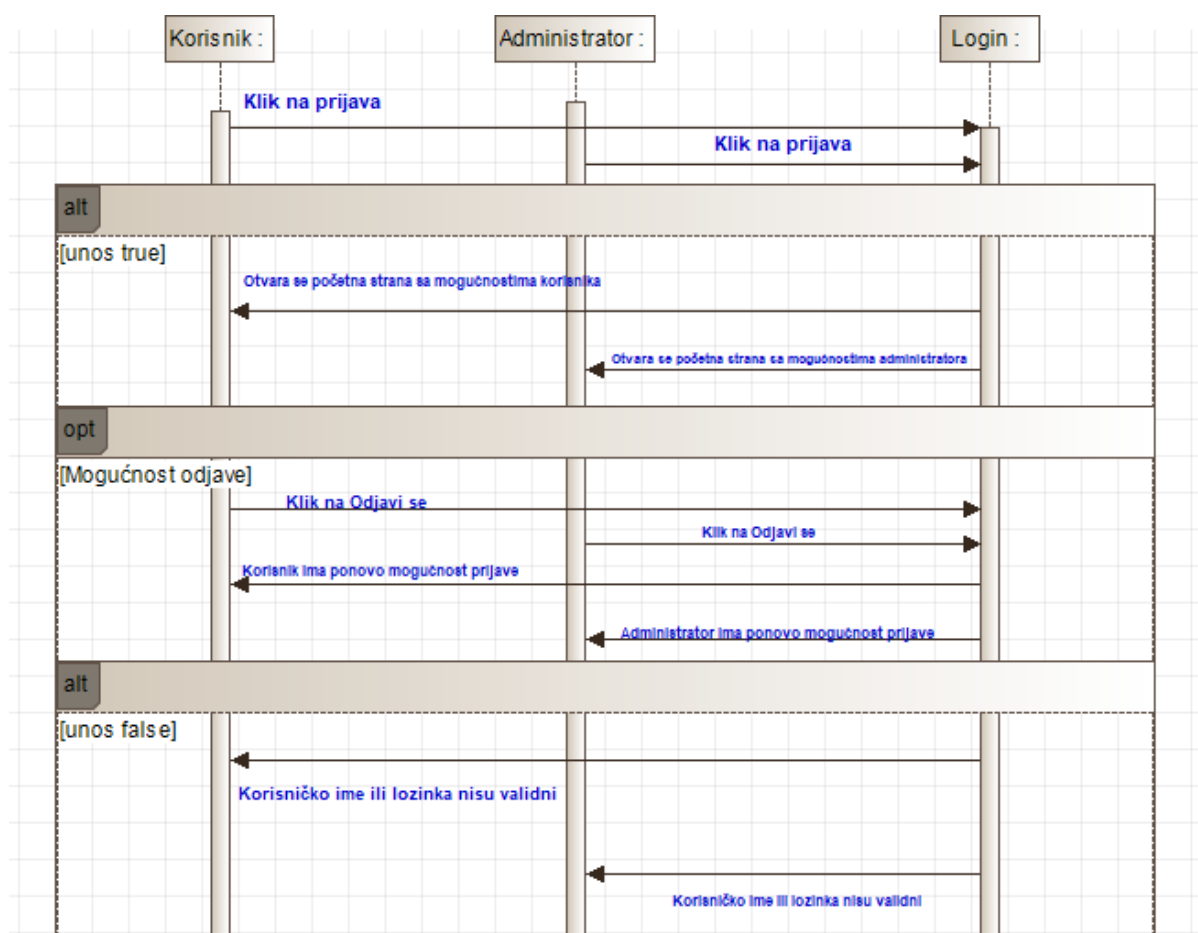 Korisnik :
Administrator :
Login :
Klik na prijava
Klik na prijava
alt
[unos true]
Otvara se početna strana sa mogućnostima korisnika
Otvara se početna strana sa mogućnostima administratora
opt
[Mogućnost odjave]
Klik na Odjavi se
Klik na Odjavi se
Korisnik ima ponovo mogućnost prijave
Administrator ima ponovo mogućnost prijave
alt
[unos false]
Korisničko ime ili lozinka nisu validni
Korisničko ime ili lozinka nisu validni